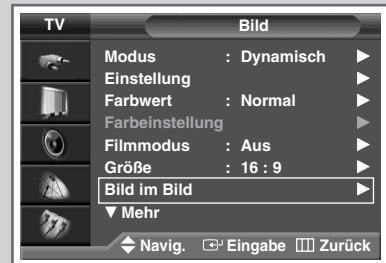 TV Bild
Modus : Dynamisch
Einstellung
Farbwert : Normal
Farbeinstellung
Filmmodus : Aus
Größe : 16 : 9
Bild im Bild
▼ Mehr
Navig. Eingabe Zurück